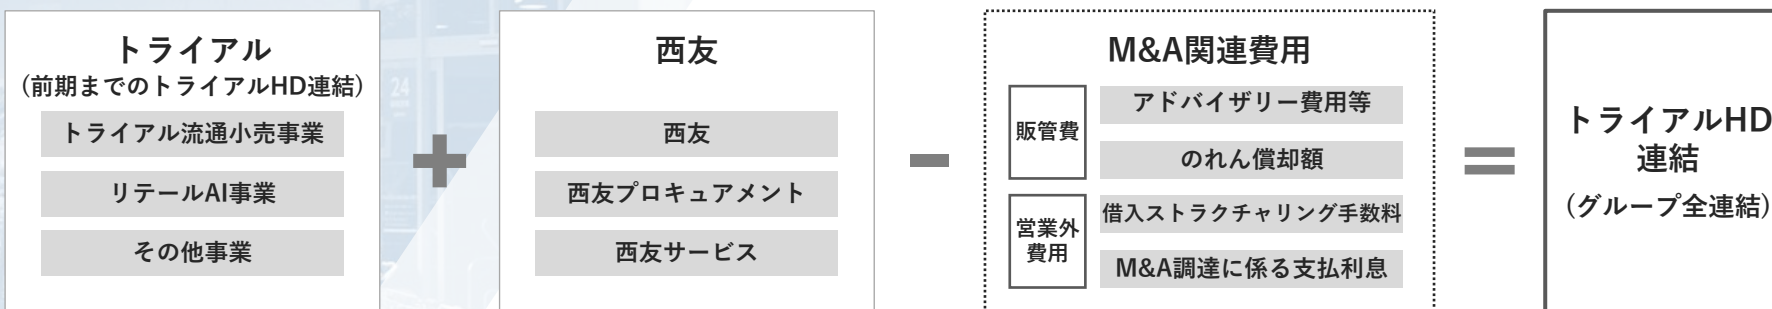 トライアル
(前期までのトライアルHD連結)
トライアル流通小売事業
リテールAI事業
その他事業
+
西友
西友
西友プロキュアメント
西友サービス
-
M&A関連費用
販管費
アドバイザリー費用等
のれん償却額
営業外
費用
借入ストラクチャリング手数料
M&A調達に係る支払利息
=
トライアルHD
連結
(グループ全連結)
24